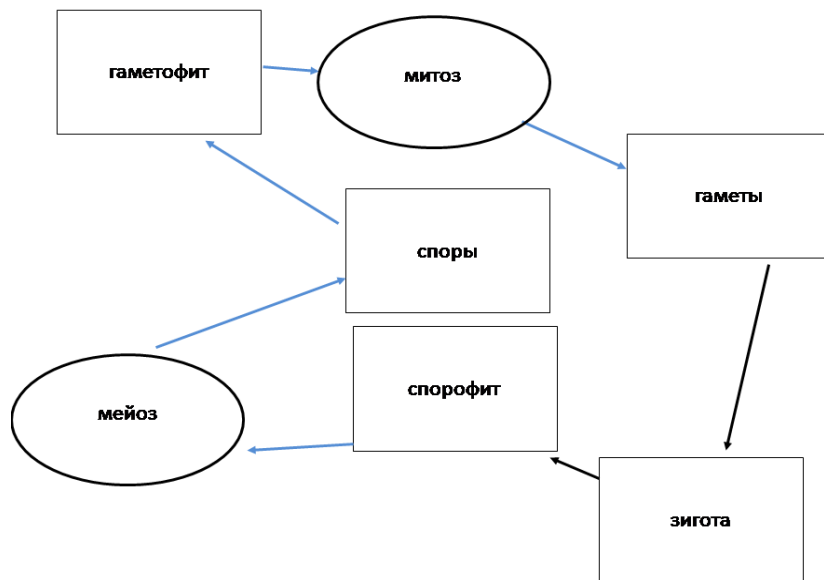 гаметофит
митоз
гаметы
споры
спорофит
мейоз
зигота